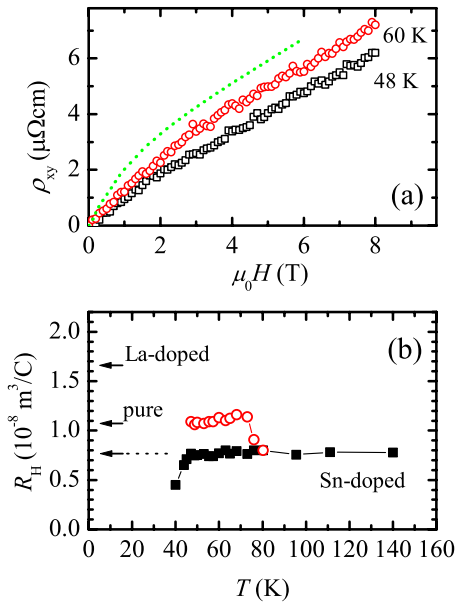 6
4
2
0
ρxy (μΩcm)
60 K
48 K
(a)
0 2 4 6 8
μ0H (T)
2.0
1.5
1.0
0.5
0.0
RH (10-8 m3/C)
(b)
La-doped
pure
Sn-doped
0 20 40 60 80 100 120 140 160
T (K)